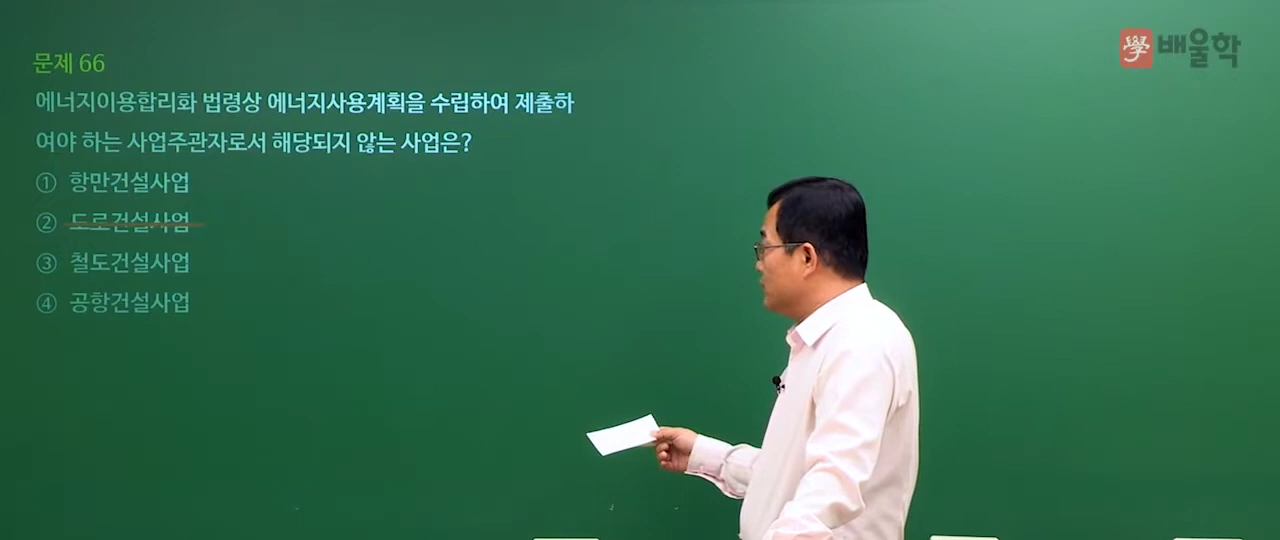 學 배울학
문제 66
에너지이용합리화 법령상 에너지사용계획을 수립하여 제출하
여야 하는 사업주관자로서 해당되지 않는 사업은?
① 항만건설사업
② 도로건설사업
③ 철도건설사업
④ 공항건설사업